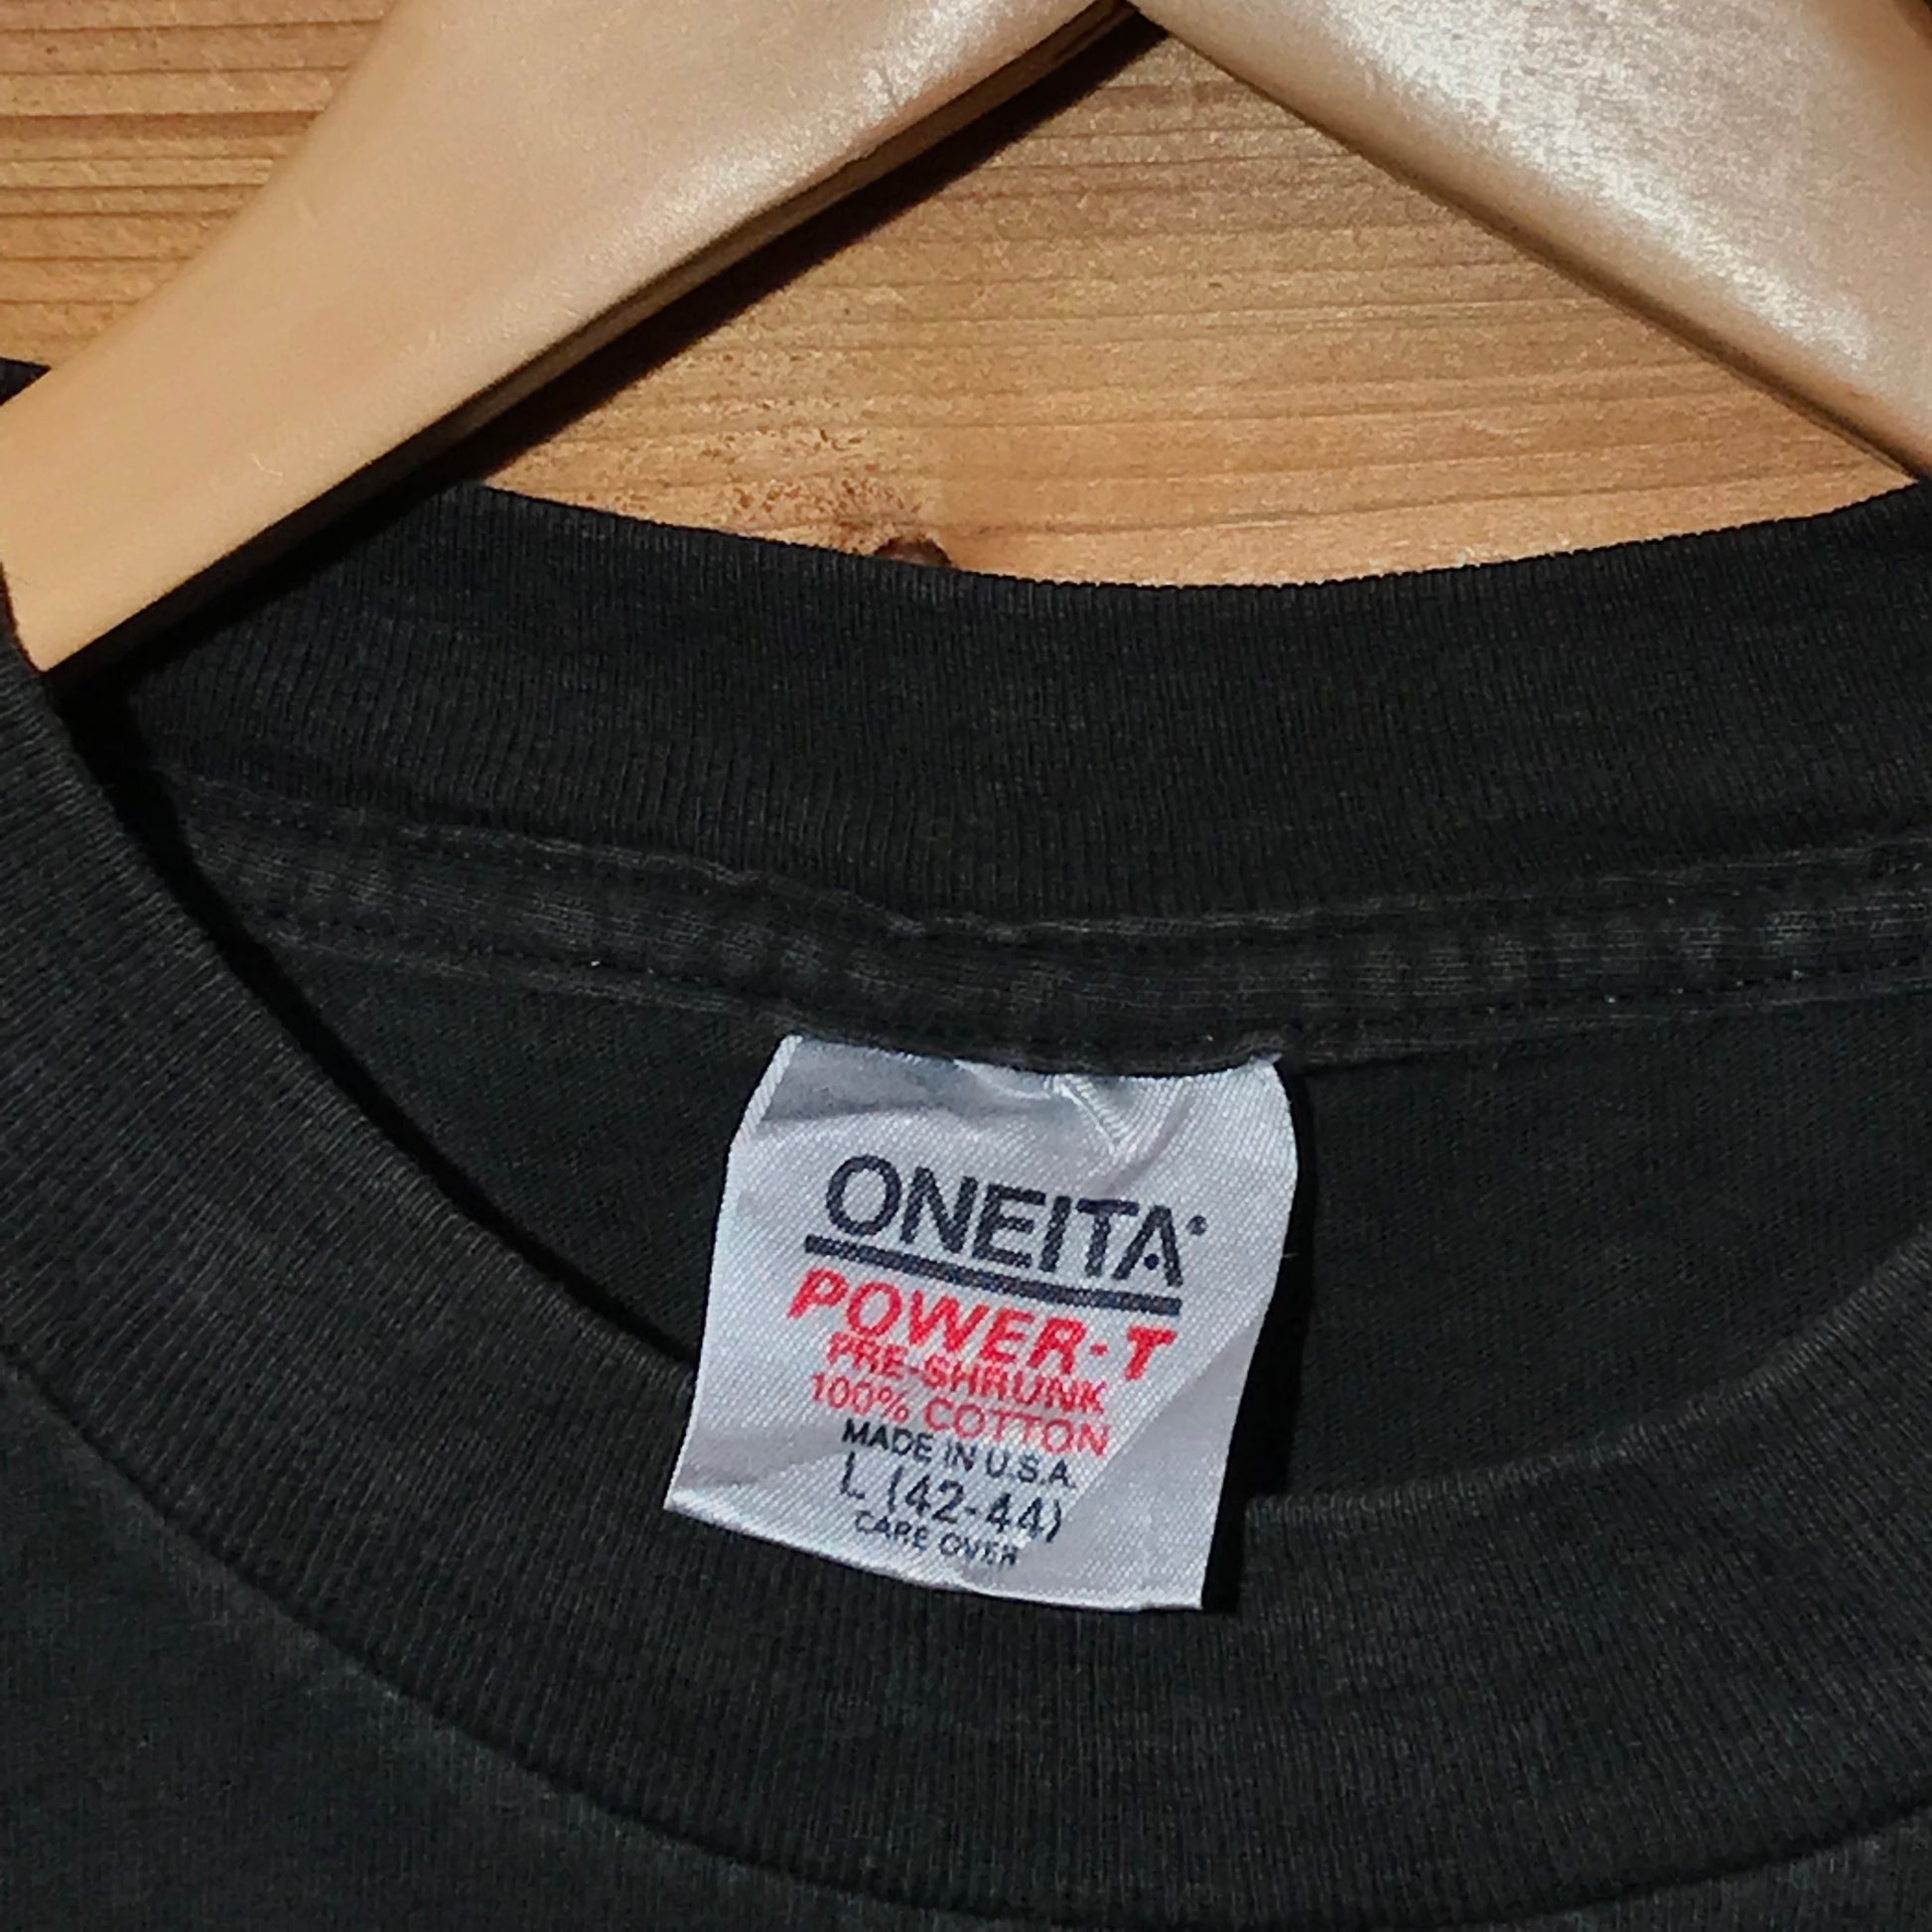 ONEITA
POWER-T
PRE-SHRUNK
100% COTTON
MADE IN U.S.A.
L (42-44)
CARE OVER